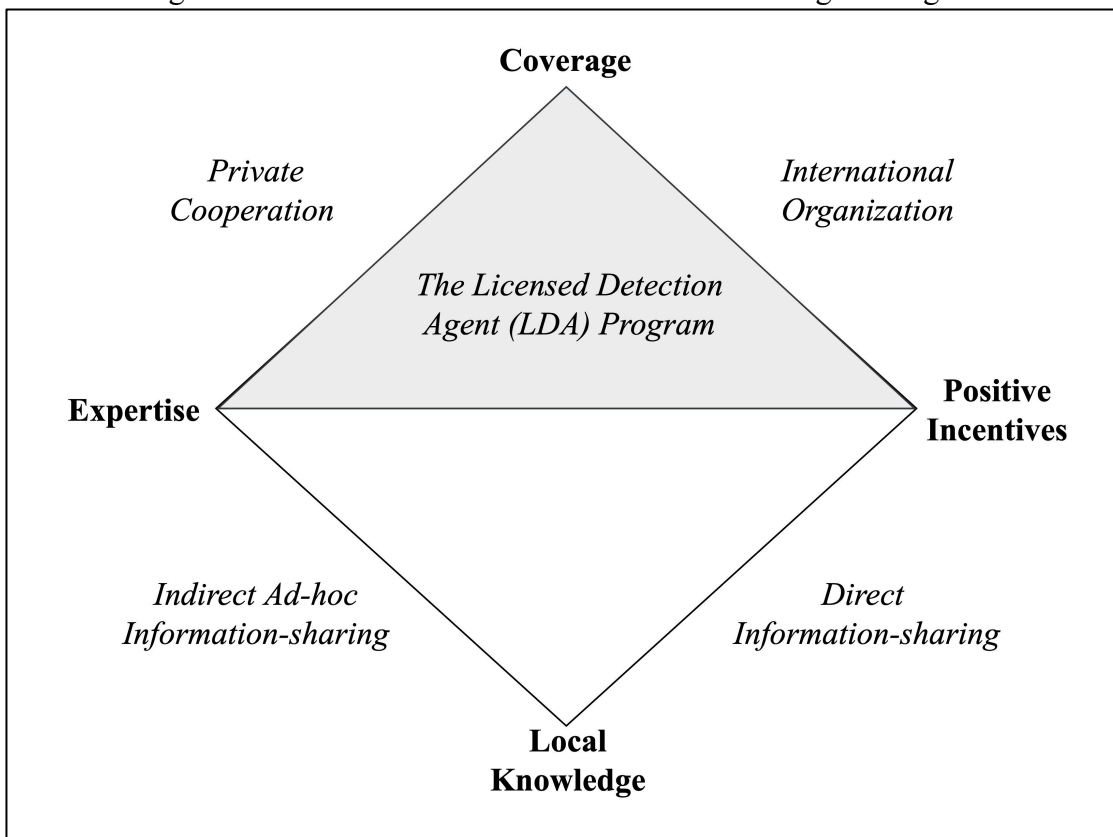 Coverage
Private
Cooperation
International
Organization
The Licensed Detection
Agent (LDA) Program
Expertise
Positive
Incentives
Indirect Ad-hoc
Information-sharing
Direct
Information-sharing
Local
Knowledge